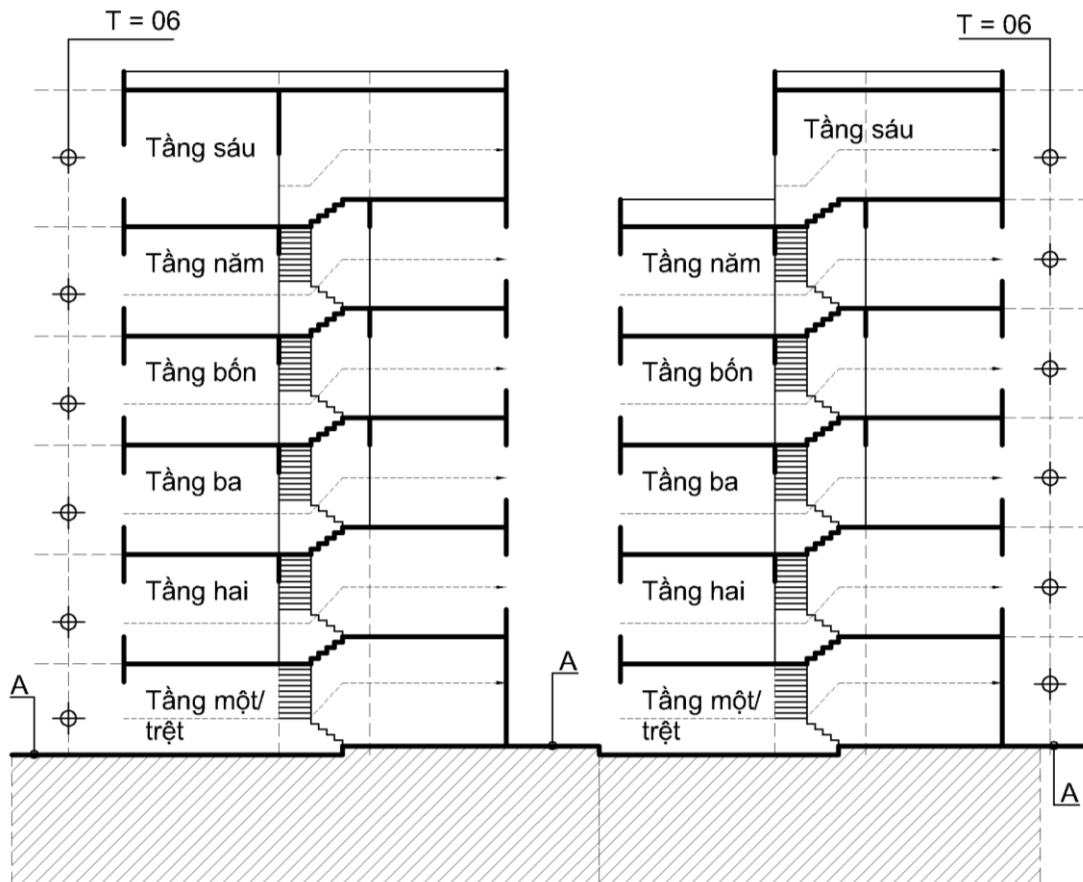 T = 06
T = 06
Tầng sáu
Tầng sáu
Tầng năm
Tầng năm
Tầng bốn
Tầng bốn
Tầng ba
Tầng ba
Tầng hai
Tầng hai
A
Tầng một/
trệt
A
Tầng một/
trệt
A